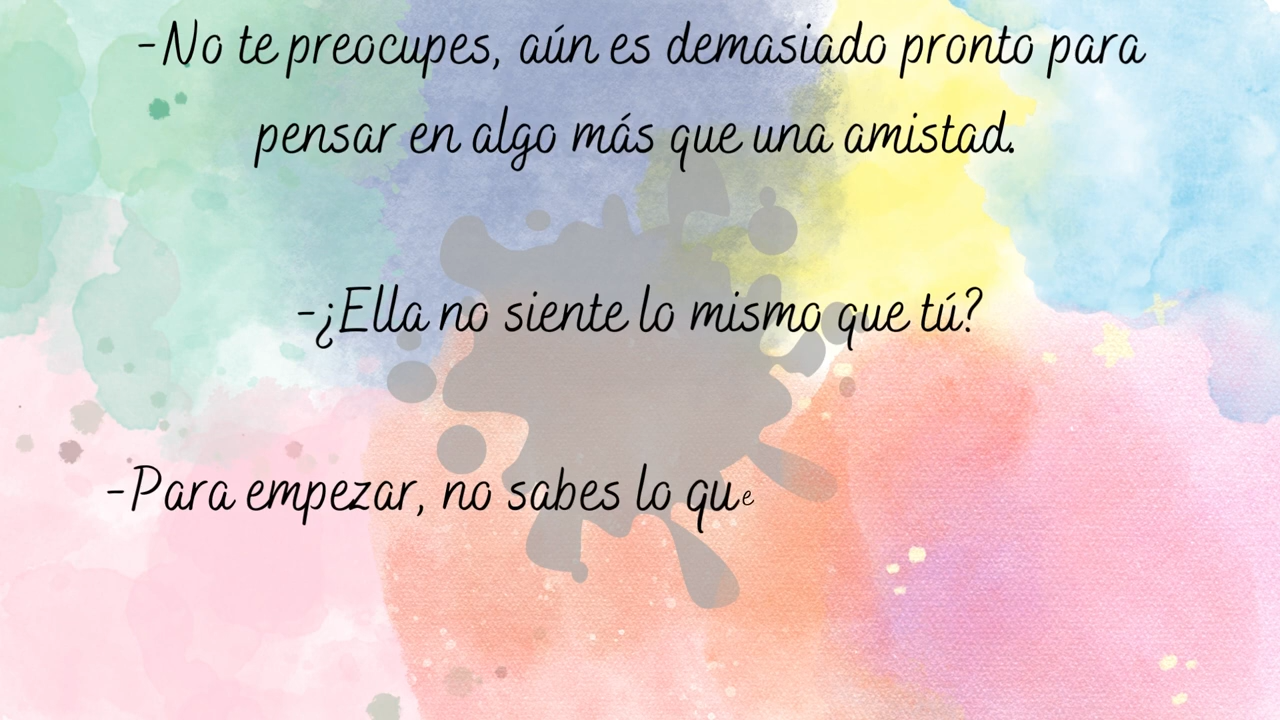 -No te preocupes, aún es demasiado pronto para
pensar en algo más que una amistad.
-¿Ella no siente lo mismo que tú?
-Para empezar, no sabes lo que